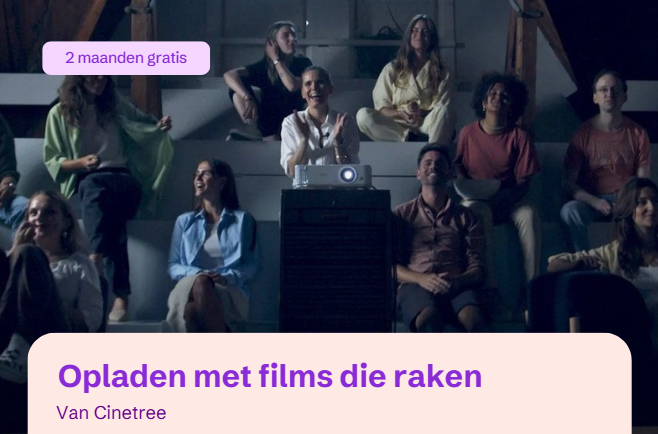 2 maanden gratis
Opladen met films die raken
Van Cinetree